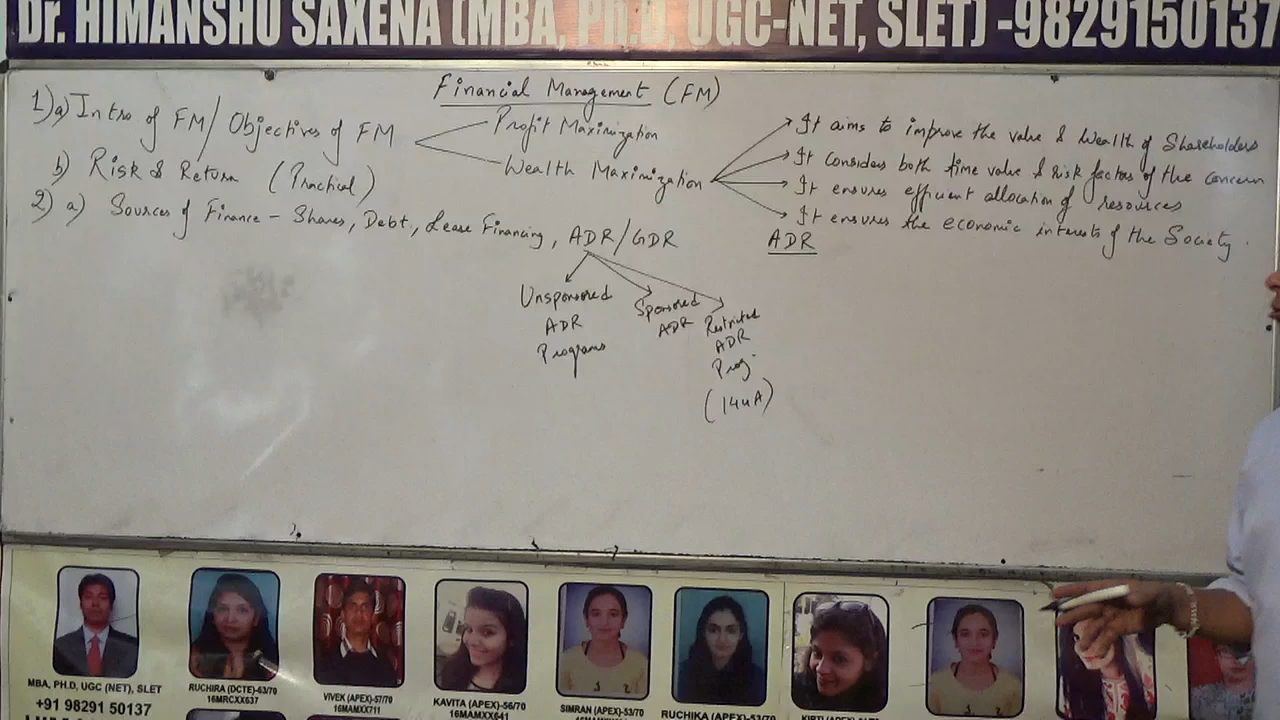 Dr. HIMANSHU SAXENA (MBA, Ph.D, UGC-NET, SLET) -9829150137
Financial Management (FM)
1) a) Intro of FM / Objectives of FM
Profit Maximization
Wealth Maximization
It aims to improve the value & wealth of Shareholders
It Considers both time value & risk factors of the concern
It ensures efficient allocation of resources
It ensures the economic interests of the Society.
b) Risk & Return (Practical)
2) a) Sources of Finance - Shares, Debt, Lease Financing, ADR/GDR
ADR
Unsponsored
ADR
Programs
Sponsored
ADR
Restricted
ADR
Prog.
(144A)
MBA, PH.D, UGC (NET), SLET
+91 98291 50137
RUCHIRA (DCTE)-63/70
16MRCXX637
VIVEK (APEX)-57/70
16MAMXX711
KAVITA (APEX)-56/70
16MAMXX641
SIMRAN (APEX)-53/70
RUCHIKA (APEX)-53/70